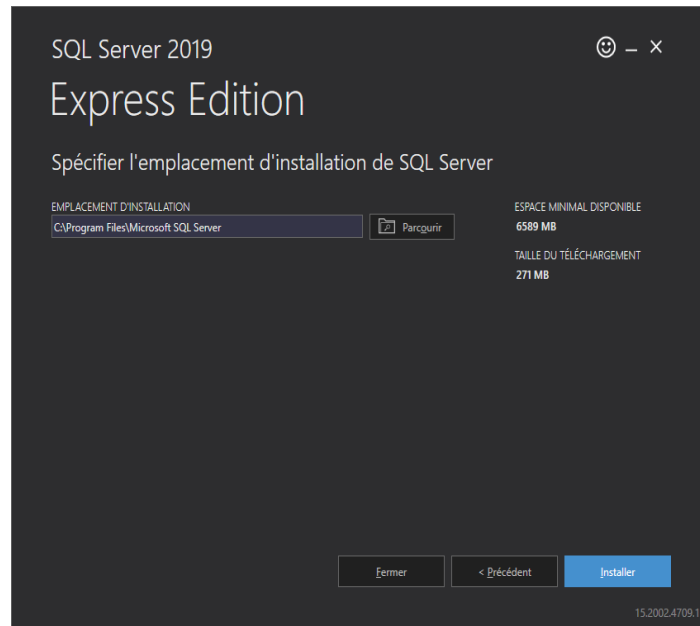 SQL Server 2019
Express Edition
Spécifier l'emplacement d'installation de SQL Server
EMPLACEMENT D'INSTALLATION
C:\Program Files\Microsoft SQL Server
Parcourir
ESPACE MINIMAL DISPONIBLE
6589 MB
TAILLE DU TÉLÉCHARGEMENT
271 MB
Fermer
< Précédent
Installer
15.2002.4709.1